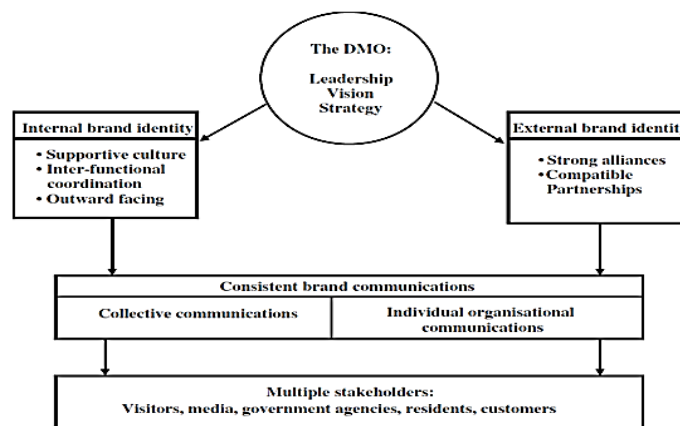 The DMO:
Leadership
Vision
Strategy
Internal brand identity
• Supportive culture
• Inter-functional
coordination
• Outward facing
External brand identit
• Strong alliances
• Compatible
Partnerships
Consistent brand communications
Collective communications
Individual organisational
communications
Multiple stakeholders:
Visitors, media, government agencies, residents, customers